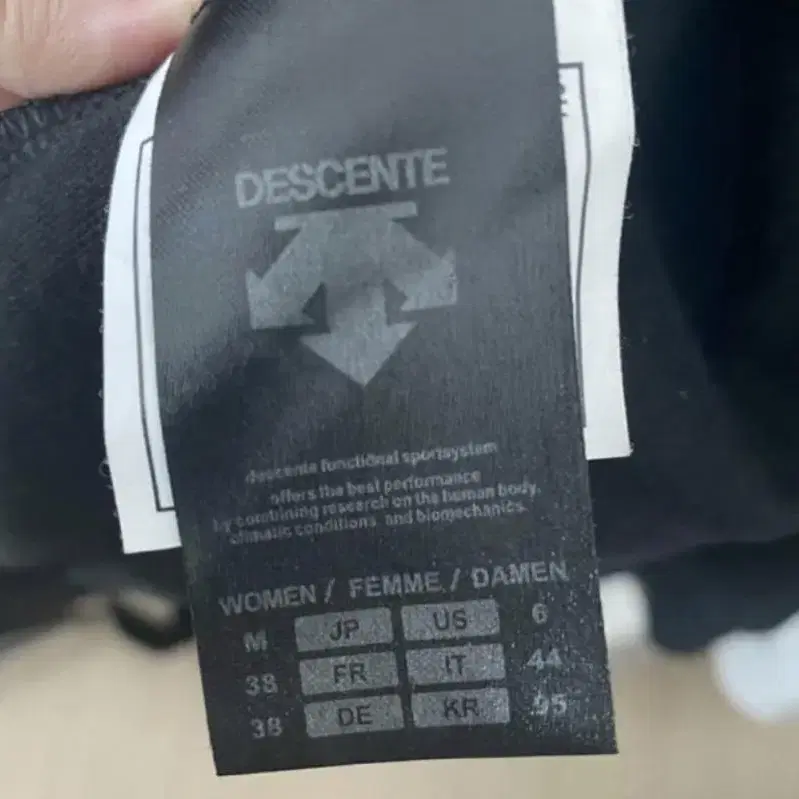 DESCENTE
descente functional sportsystem
offers the best performance
by combining research on the human body,
climatic conditions and biomechanics.
WOMEN / FEMME / DAMEN
M JP US 6
38 FR IT 44
38 DE KR 95